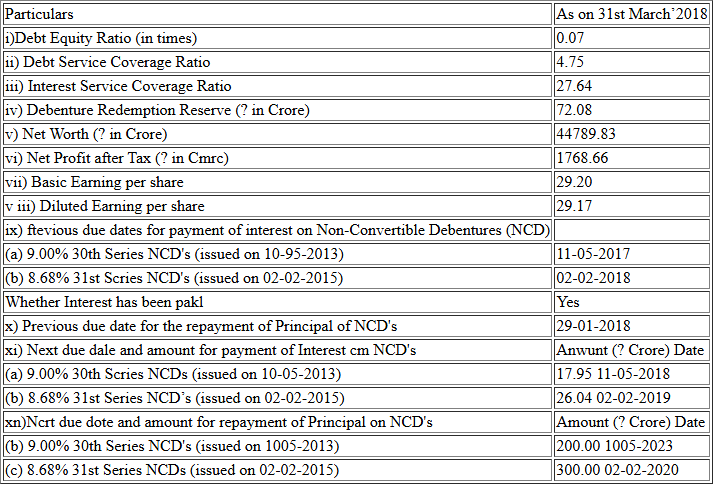 Particulars As on 31st March’2018
i)Debt Equity Ratio (in times) 0.07
ii) Debt Service Coverage Ratio 4.75
iii) Interest Service Coverage Ratio 27.64
iv) Debenture Redemption Reserve (? in Crore) 72.08
v) Net Worth (? in Crore) 44789.83
vi) Net Profit after Tax (? in Cmrc) 1768.66
vii) Basic Earning per share 29.20
v iii) Diluted Earning per share 29.17
ix) ftevious due dates for payment of interest on Non-Convertible Debentures (NCD)
(a) 9.00% 30th Series NCD's (issued on 10-95-2013) 11-05-2017
(b) 8.68% 31st Scries NCD's (issued on 02-02-2015) 02-02-2018
Whether Interest has been pakl Yes
x) Previous due date for the repayment of Principal of NCD's 29-01-2018
xi) Next due dale and amount for payment of Interest cm NCD's Anwunt (? Crore) Date
(a) 9.00% 30th Scries NCDs (issued on 10-05-2013) 17.95 11-05-2018
(b) 8.68% 31st Series NCD’s (issued on 02-02-2015) 26.04 02-02-2019
xn)Ncrt due dote and amount for repayment of Principal on NCD's Amount (? Crore) Date
(b) 9.00% 30th Series NCD's (issued on 1005-2013) 200.00 1005-2023
(c) 8.68% 31st Series NCDs (issued on 02-02-2015) 300.00 02-02-2020